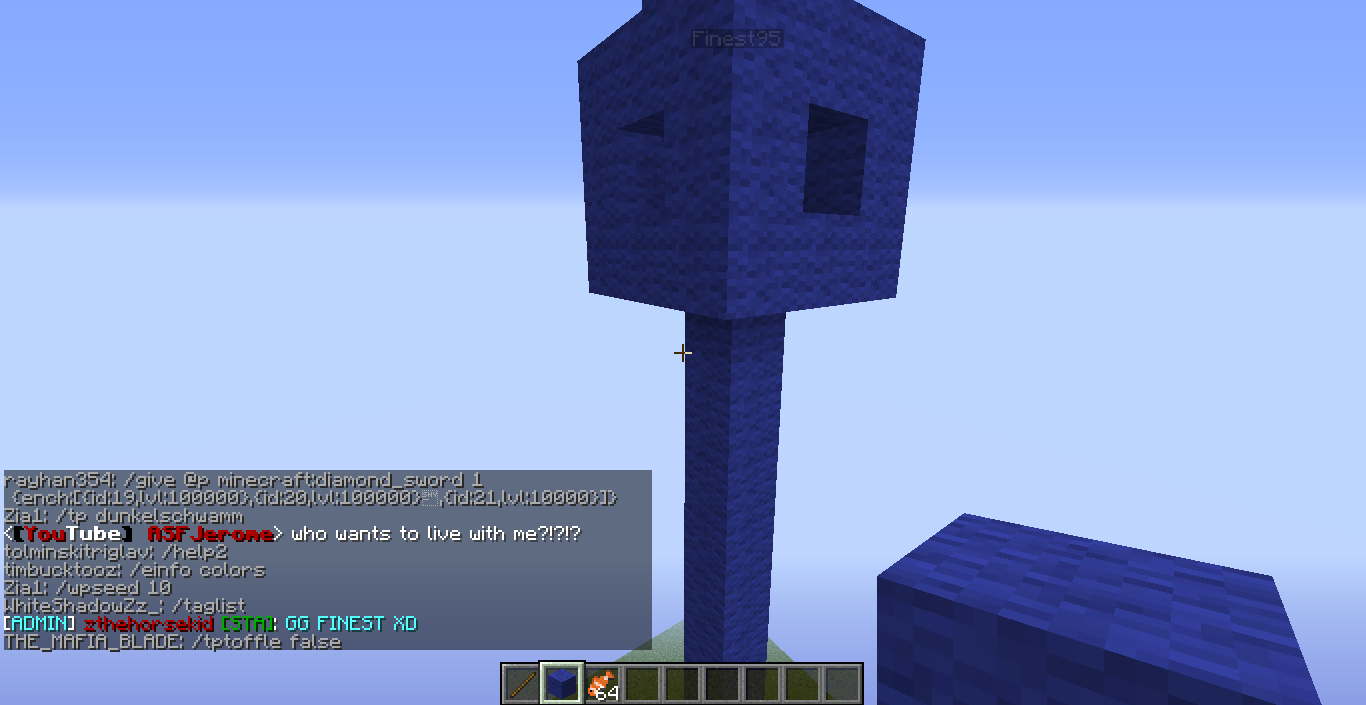 Finest95
rayhan354: /give @p minecraft:diamond_sword 1
{ench:[{id:19,lvl:100000},{id:20,lvl:100000},{id:21,lvl:10000}]}
Zia1: /tp dunkelschwamm
<[YouTube] ASFJerome> who wants to live with me?!?!?
tolminskitriglav: /help2
timbucktooz: /einfo colors
Zia1: /upseed 10
WhiteShadowZz_: /taglist
[ADMIN] zthehorsekid [STA]: GG FINEST XD
THE_MAFIA_BLADE: /tptoffle false
64